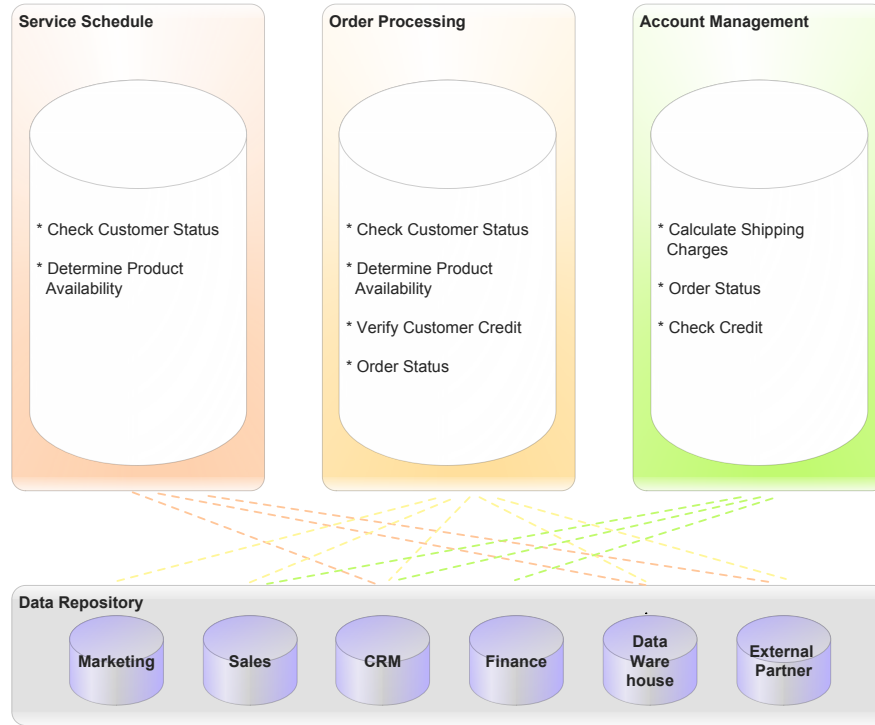 Service Schedule
* Check Customer Status
* Determine Product
Availability
Order Processing
* Check Customer Status
* Determine Product
Availability
* Verify Customer Credit
* Order Status
Account Management
* Calculate Shipping
Charges
* Order Status
* Check Credit
Data Repository
Marketing
Sales
CRM
Finance
Data
Ware
house
External
Partner